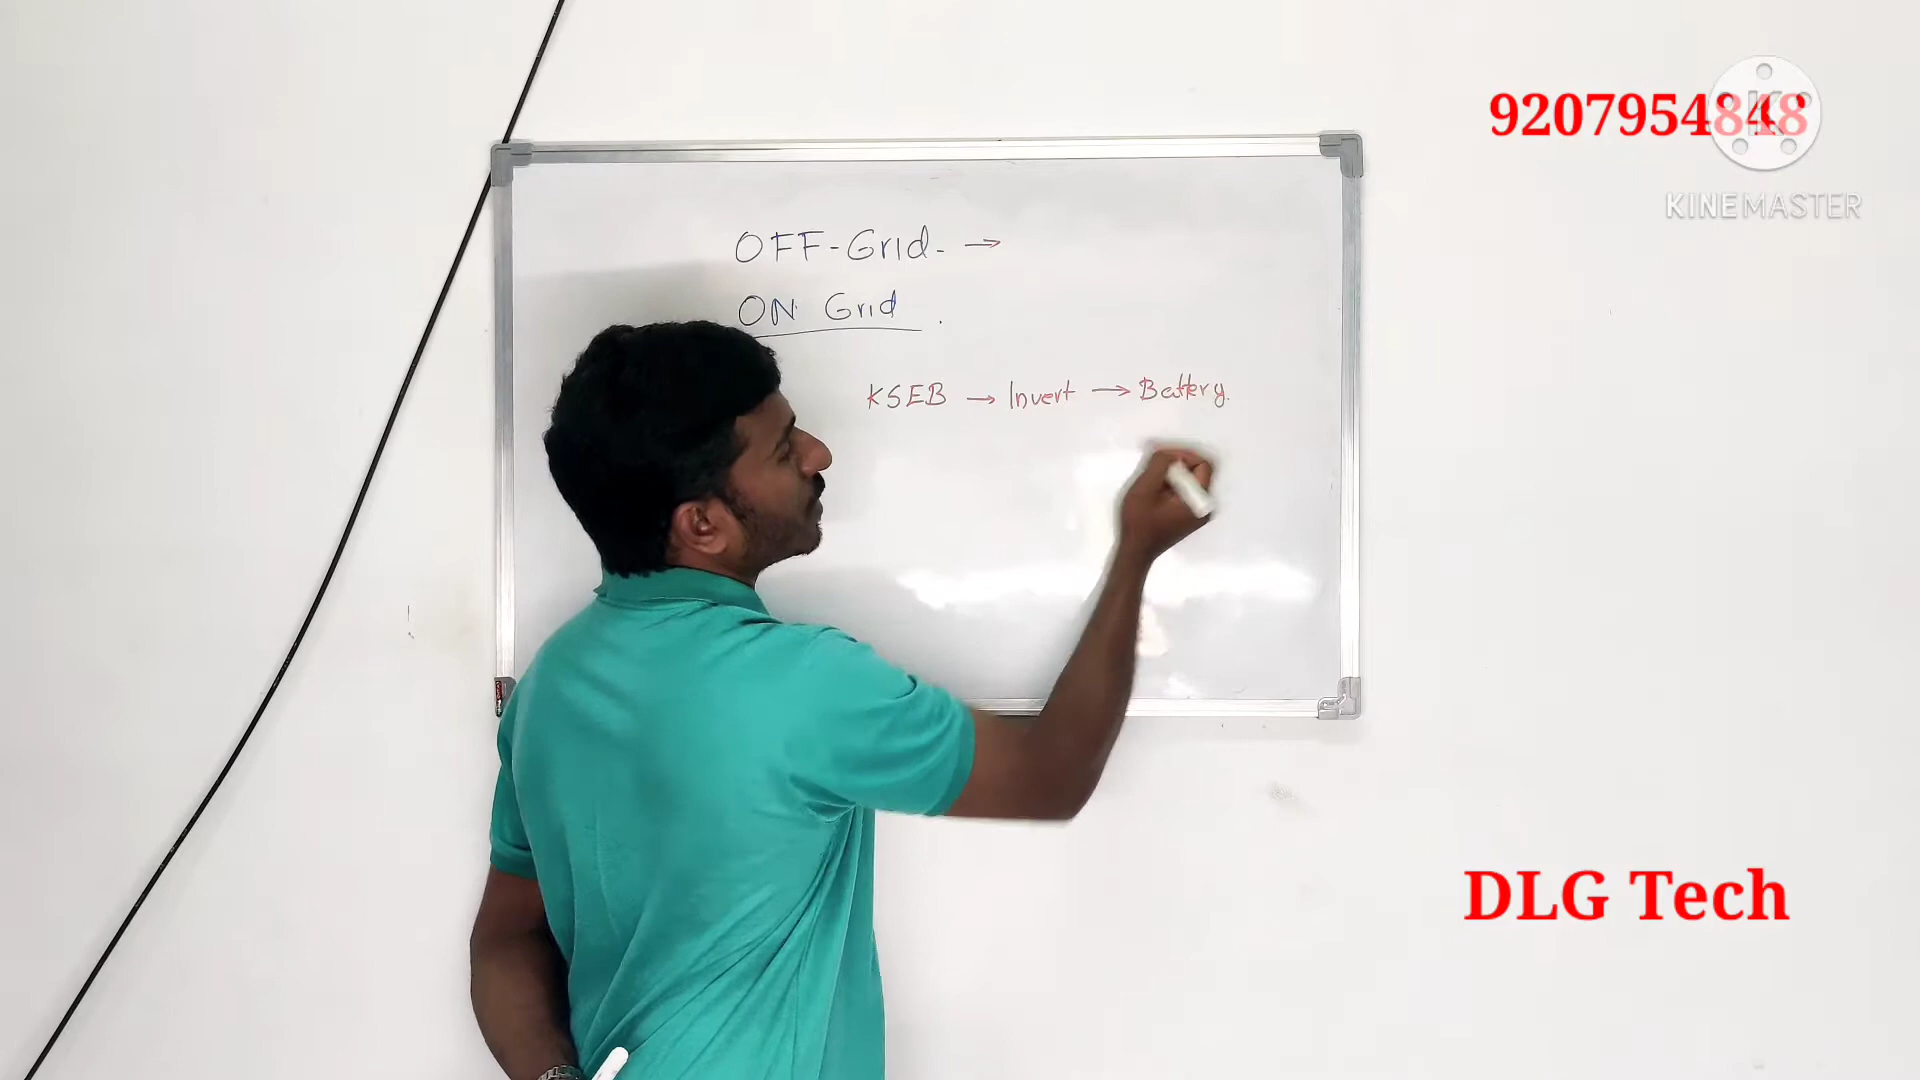 9207954848
KINEMASTER
OFF-Grid- →
ON Grid.
KSEB → Invert → Battery.
DLG Tech